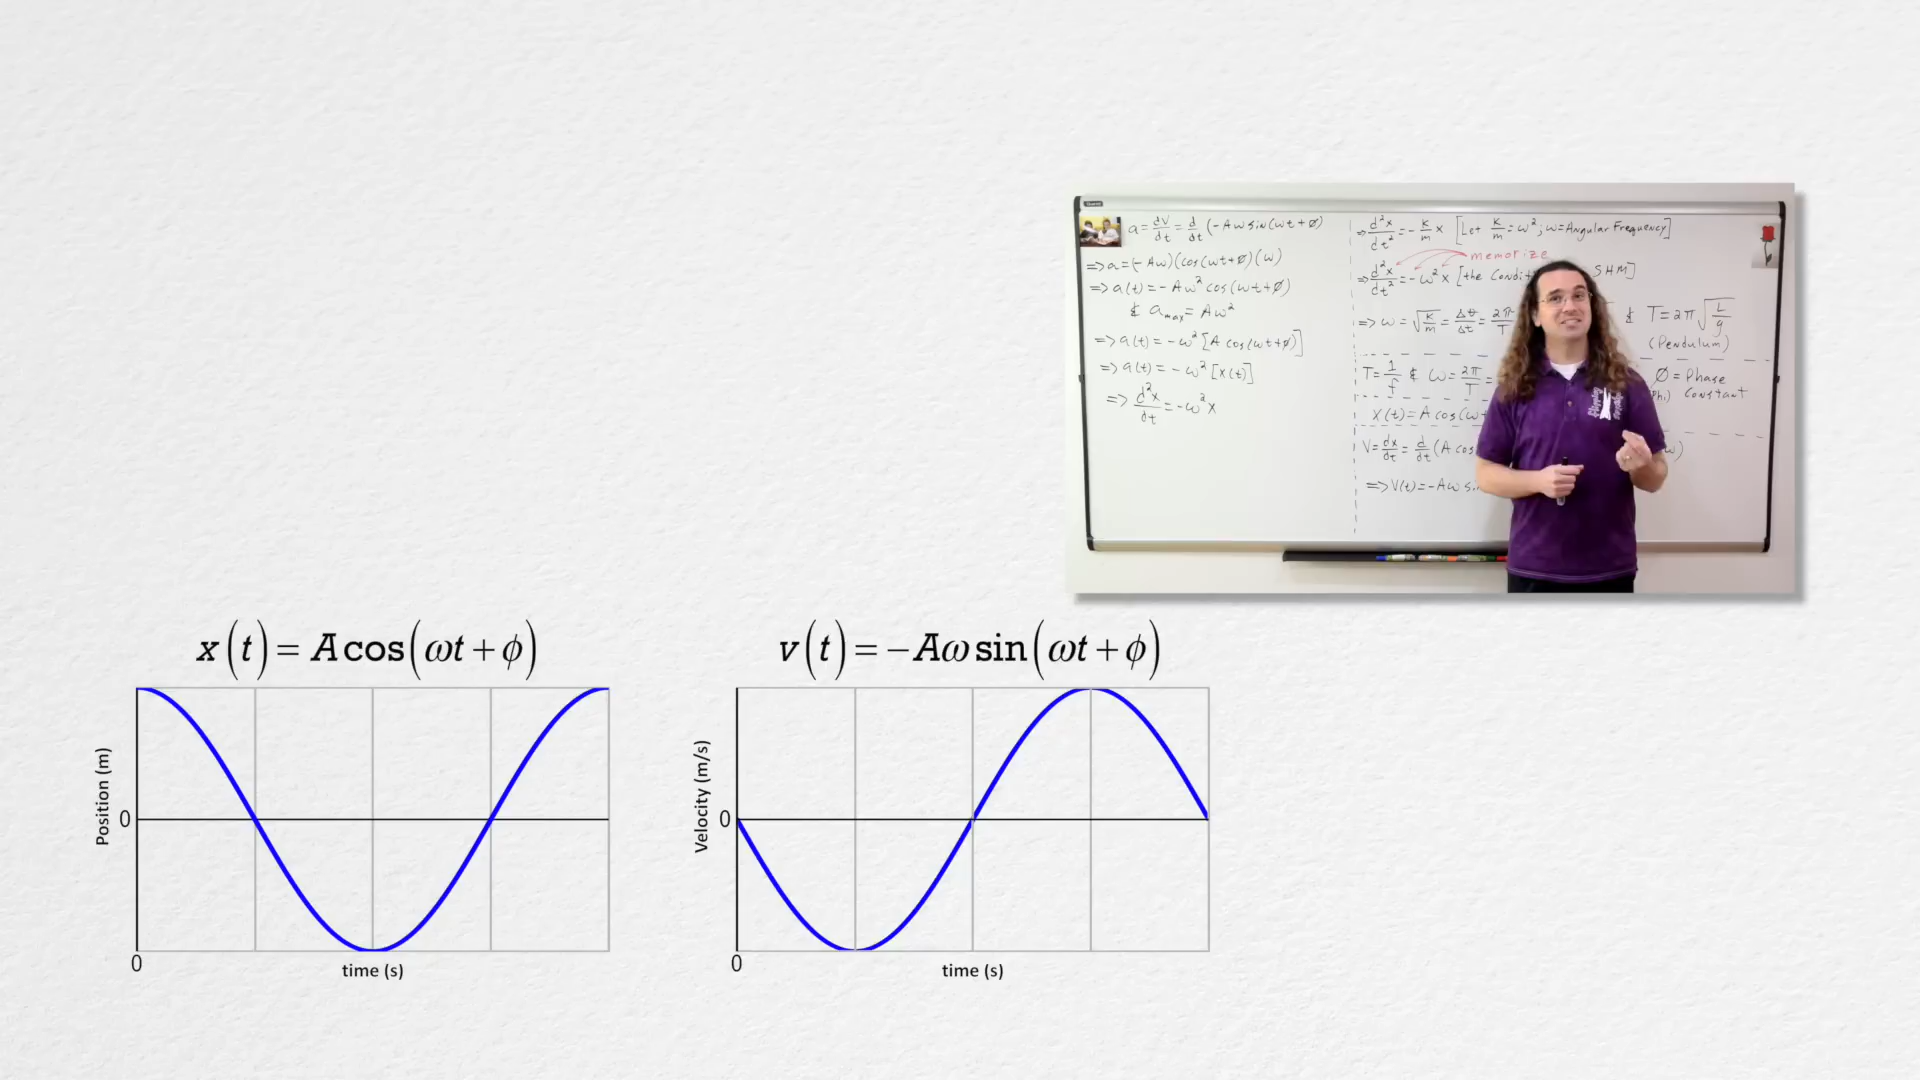 a = dv/dt = d/dt (-Aω sin(ωt+ø)
⇒ a = (-Aω)(cos(ωt+ø)(ω)
⇒ a(t) = -Aω² cos(ωt+ø)
& a_max = Aω²
⇒ a(t) = -ω² [A cos(ωt+ø)]
⇒ a(t) = -ω² [x(t)]
⇒ d²x/dt = -ω²x
⇒ d²x/dt² = -k/m x [Let k/m = ω²; ω = Angular Frequency]
memorize
⇒ d²x/dt² = -ω²x [the SHM]
⇒ ω = √k/m = Δθ/Δt = 2π/T & T = 2π√L/g
(Pendulum)
T = 1/f & ω = 2π/T = ø = Phase
Constant
x(t) = A cos(ωt
V = dx/dt = d/dt (A cos ω)
⇒ V(t) = -Aω
x(t) = A cos(ωt + ϕ)
Position (m)
0
0
time (s)
v(t) = −Aω sin(ωt + ϕ)
Velocity (m/s)
0
0
time (s)